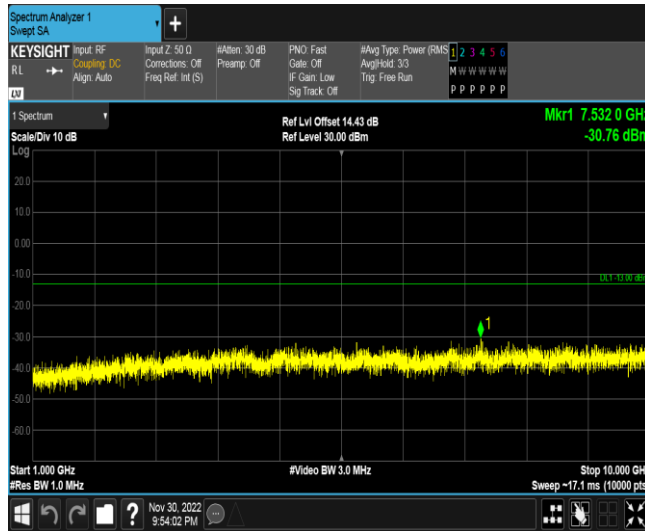 Spectrum Analyzer 1
Swept SA
+
KEYSIGHT
RL
LXI
Input: RF
Coupling: DC
Align: Auto
Input Z: 50 Ω
Corrections: Off
Freq Ref: Int (S)
#Atten: 30 dB
Preamp: Off
PNO: Fast
Gate: Off
IF Gain: Low
Sig Track: Off
#Avg Type: Power (RMS
Avg|Hold: 3/3
Trig: Free Run
1 2 3 4 5 6
M W W W W W
P P P P P P
1 Spectrum
Scale/Div 10 dB
Log
Ref Lvl Offset 14.43 dB
Ref Level 30.00 dBm
Mkr1 7.532 0 GHz
-30.76 dBm
20.0
10.0
0.00
-10.0
DL1 -13.00 dBm
-20.0
1
-30.0
-40.0
-50.0
-60.0
Start 1.000 GHz
#Res BW 1.0 MHz
#Video BW 3.0 MHz
Stop 10.000 GHz
Sweep ~17.1 ms (10000 pts)
?
Nov 30, 2022
9:54:02 PM